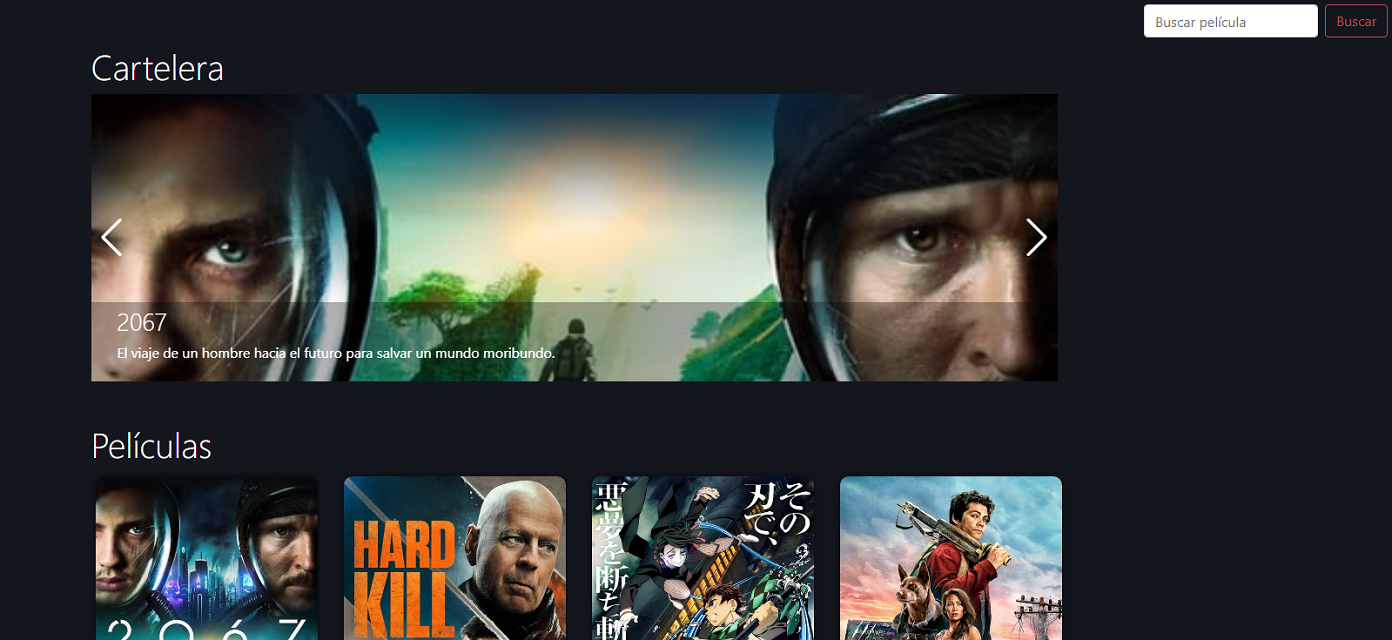 Buscar película
Buscar
Cartelera
2067
El viaje de un hombre hacia el futuro para salvar un mundo moribundo.
Películas
2067
HARD
KILL
その
刃で、
悪夢を断ち斬